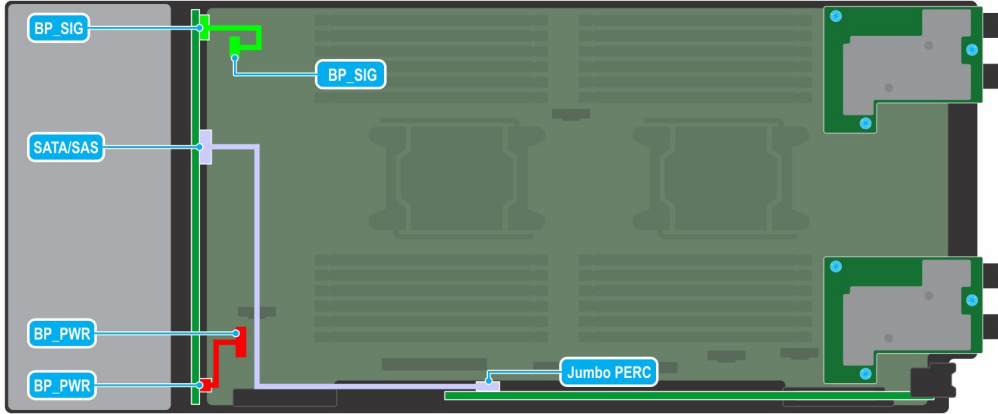 BP_SIG
BP_SIG
SATA/SAS
BP_PWR
BP_PWR
Jumbo PERC